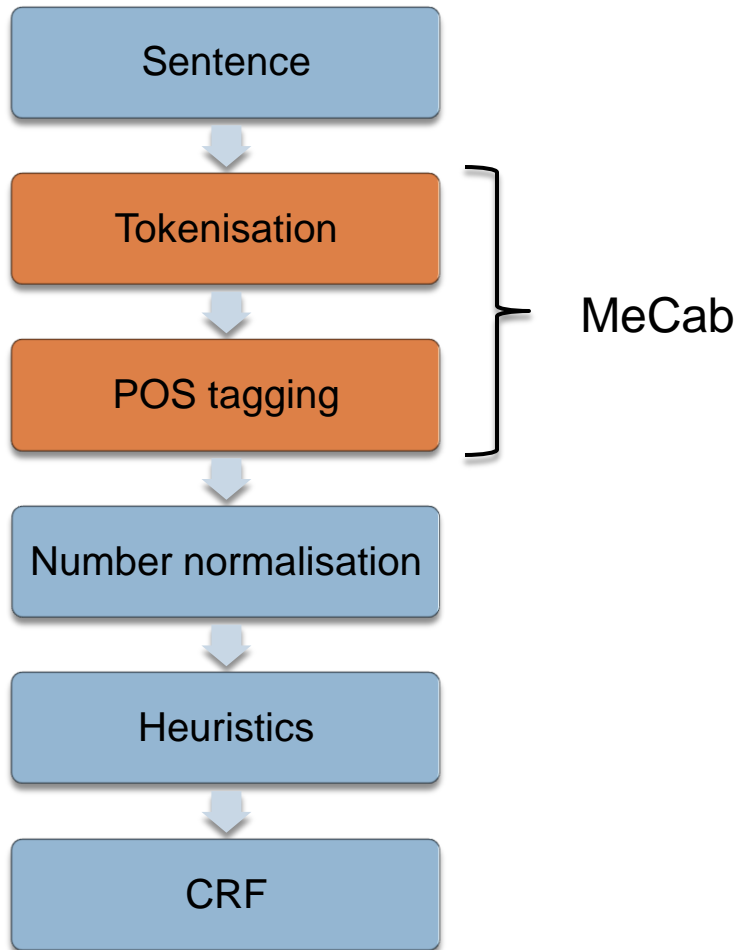 Sentence
Tokenisation
MeCab
POS tagging
Number normalisation
Heuristics
CRF